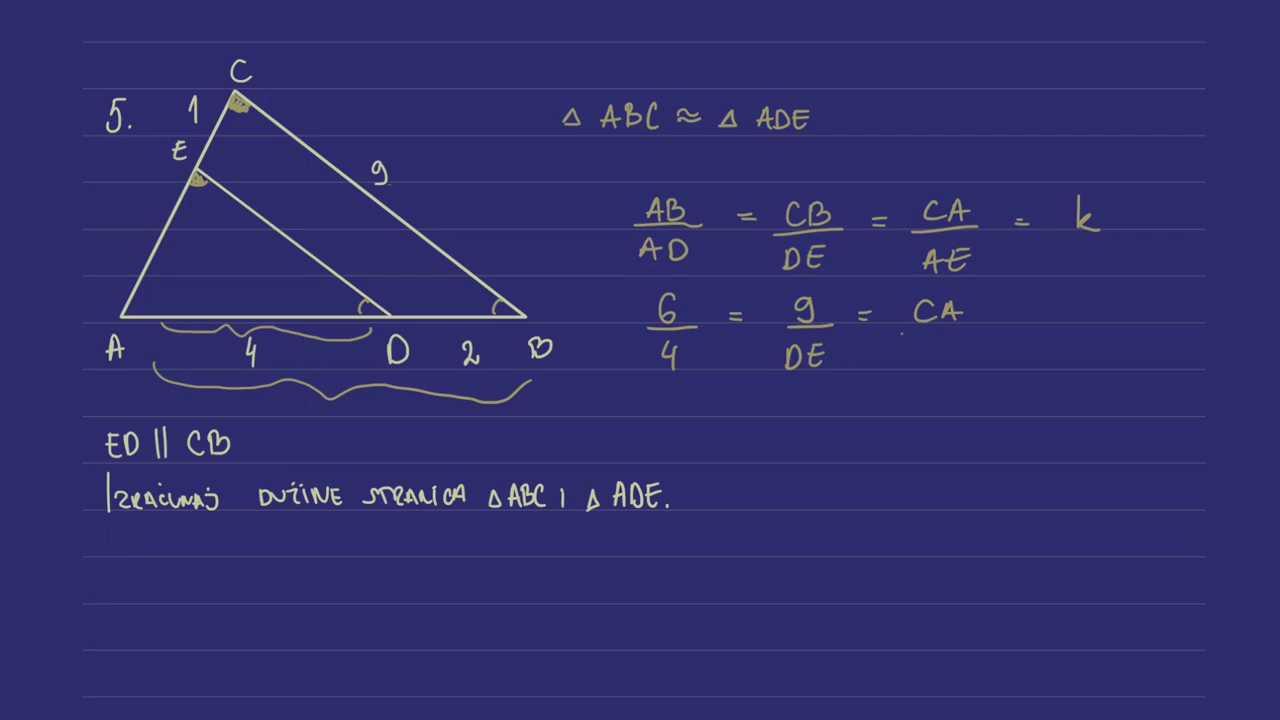 5.
C
1
E
9
A
4
D
2
B
ED || CB
IZRAČUNAJ DUŽINE STRANICA △ ABC I △ ADE.
△ ABC ≈ △ ADE
AB/AD = CB/DE = CA/AE = k
6/4 = 9/DE = CA